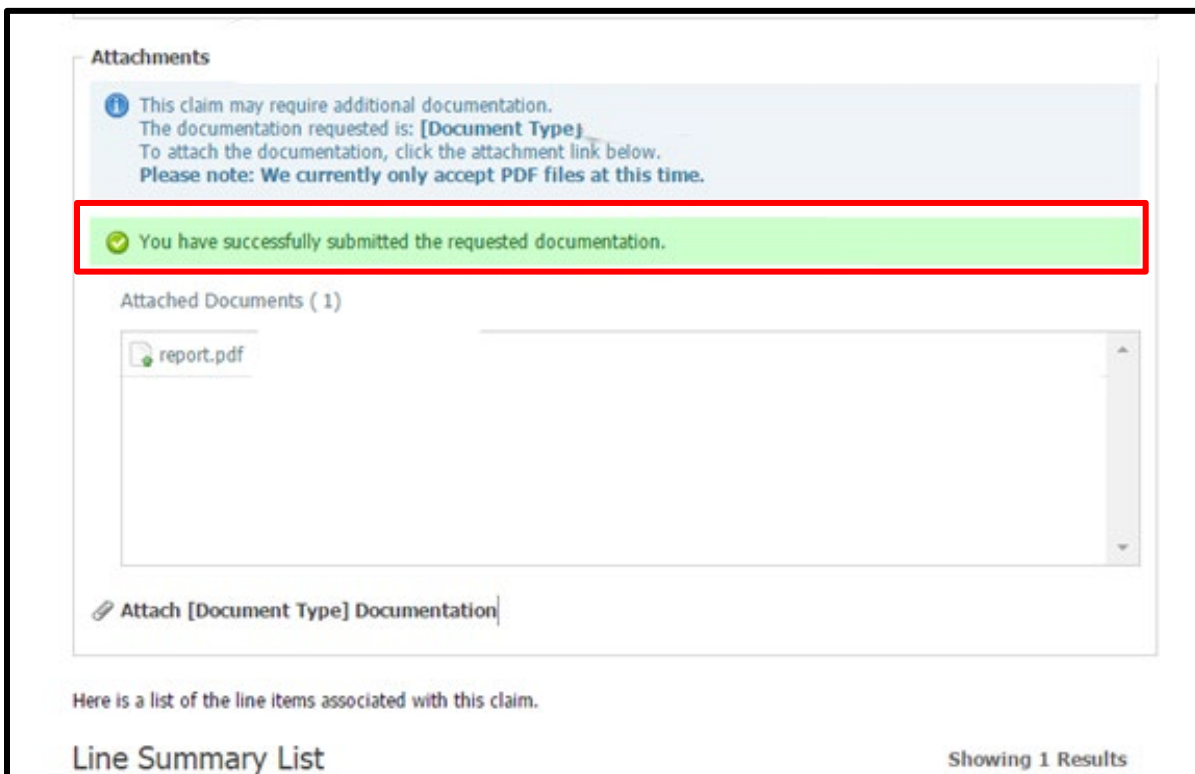 Attachments
This claim may require additional documentation.
The documentation requested is: [Document Type]
To attach the documentation, click the attachment link below.
Please note: We currently only accept PDF files at this time.
You have successfully submitted the requested documentation.
Attached Documents ( 1)
report.pdf
Attach [Document Type] Documentation
Here is a list of the line items associated with this claim.
Line Summary List
Showing 1 Results